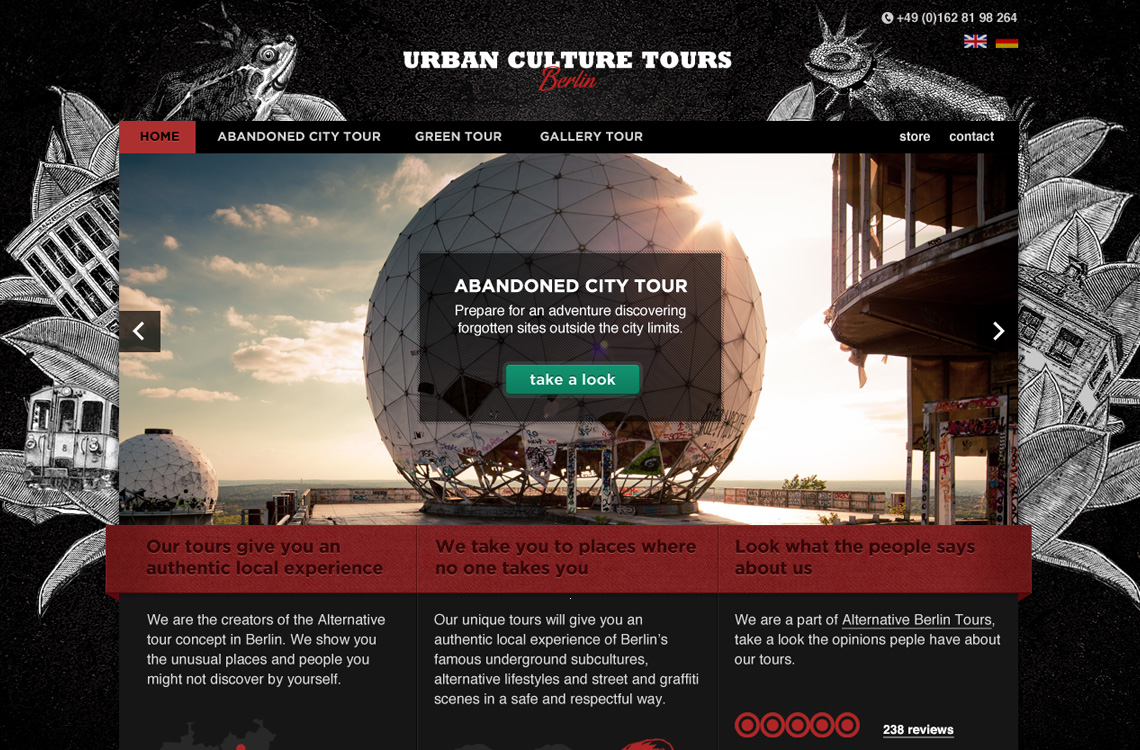 +49 (0)162 81 98 264
URBAN CULTURE TOURS
Berlin
HOME ABANDONED CITY TOUR GREEN TOUR GALLERY TOUR store contact
ABANDONED CITY TOUR
Prepare for an adventure discovering
forgotten sites outside the city limits.
take a look
Our tours give you an
authentic local experience
We take you to places where
no one takes you
Look what the people says
about us
We are the creators of the Alternative
tour concept in Berlin. We show you
the unusual places and people you
might not discover by yourself.
Our unique tours will give you an
authentic local experience of Berlin's
famous underground subcultures,
alternative lifestyles and street and graffiti
scenes in a safe and respectful way.
We are a part of Alternative Berlin Tours,
take a look the opinions peple have about
our tours.
238 reviews